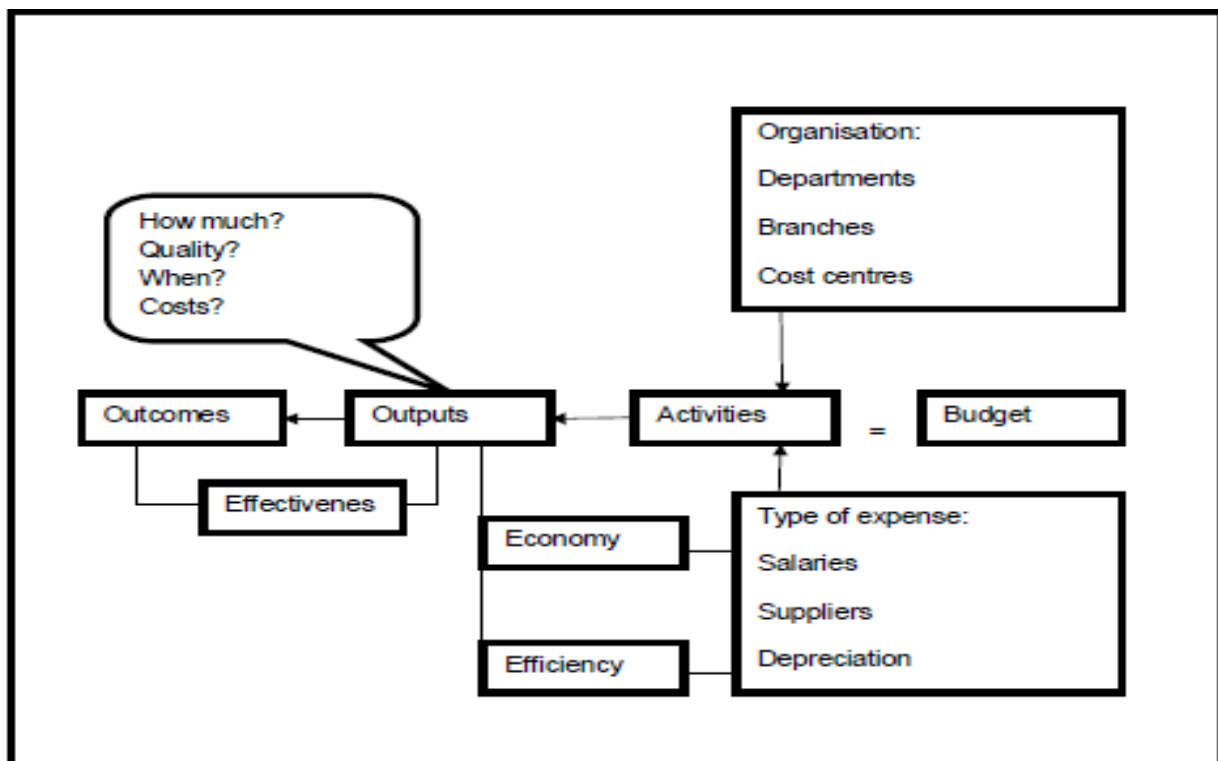 Organisation:
Departments
Branches
Cost centres
How much?
Quality?
When?
Costs?
Outcomes
Outputs
Activities
=
Budget
Effectivenes
Economy
Efficiency
Type of expense:
Salaries
Suppliers
Depreciation